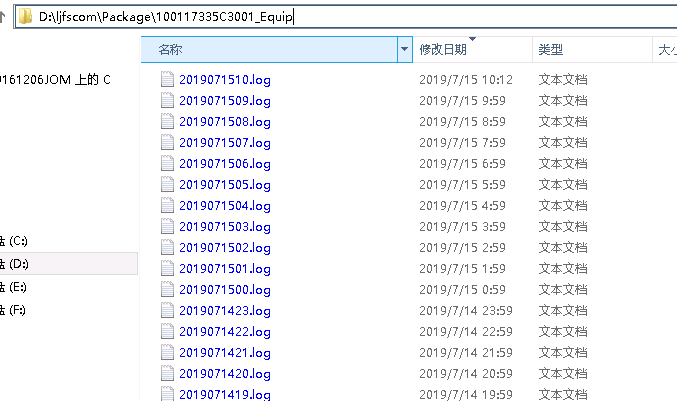 D:\ljfscom\Package\100117335C3001_Equip
名称 修改日期 类型 大小
161206JOM 上的 C
2019071510.log 2019/7/15 10:12 文本文档
2019071509.log 2019/7/15 9:59 文本文档
2019071508.log 2019/7/15 8:59 文本文档
2019071507.log 2019/7/15 7:59 文本文档
2019071506.log 2019/7/15 6:59 文本文档
2019071505.log 2019/7/15 5:59 文本文档
2019071504.log 2019/7/15 4:59 文本文档
2019071503.log 2019/7/15 3:59 文本文档
(C:) 2019071502.log 2019/7/15 2:59 文本文档
(D:) 2019071501.log 2019/7/15 1:59 文本文档
(E:) 2019071500.log 2019/7/15 0:59 文本文档
(F:) 2019071423.log 2019/7/14 23:59 文本文档
2019071422.log 2019/7/14 22:59 文本文档
2019071421.log 2019/7/14 21:59 文本文档
2019071420.log 2019/7/14 20:59 文本文档
2019071419.log 2019/7/14 19:59 文本文档